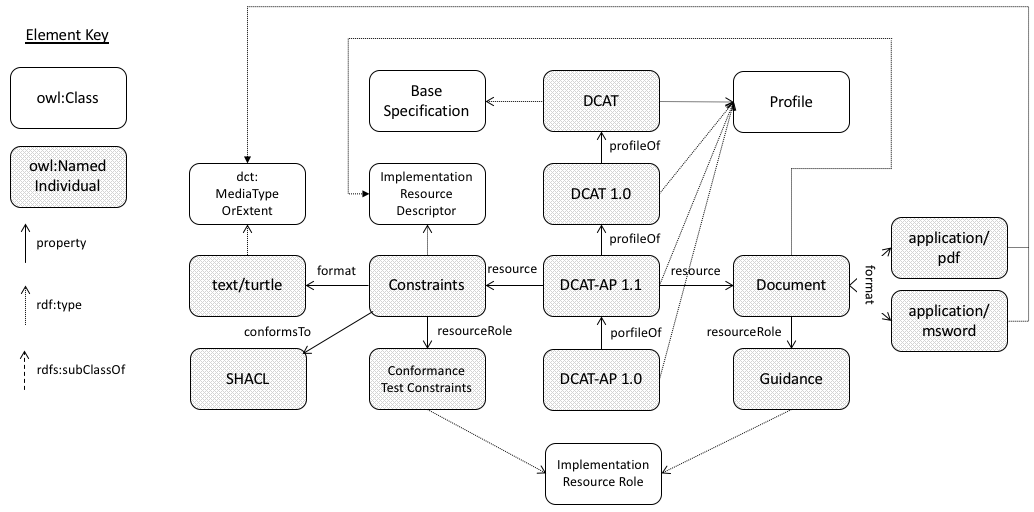 Element Key
owl:Class
owl:Named
Individual
property
rdf:type
rdfs:subClassOf
Base
Specification
DCAT
Profile
profileOf
dct:
MediaType
OrExtent
Implementation
Resource
Descriptor
DCAT 1.0
profileOf
application/
pdf
text/turtle
format
Constraints
resource
DCAT-AP 1.1
resource
Document
format
application/
msword
conformsTo
resourceRole
porfileOf
resourceRole
SHACL
Conformance
Test Constraints
DCAT-AP 1.0
Guidance
Implementation
Resource Role